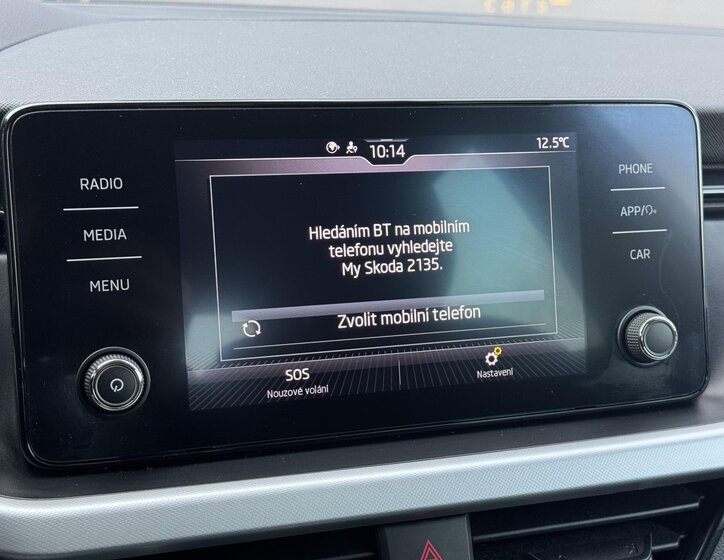 cars
10:14
12.5°C
RADIO
MEDIA
MENU
PHONE
APP/
CAR
Hledáním BT na mobilním
telefonu vyhledejte
My Skoda 2135.
Zvolit mobilní telefon
SOS
Nouzové volání
Nastavení